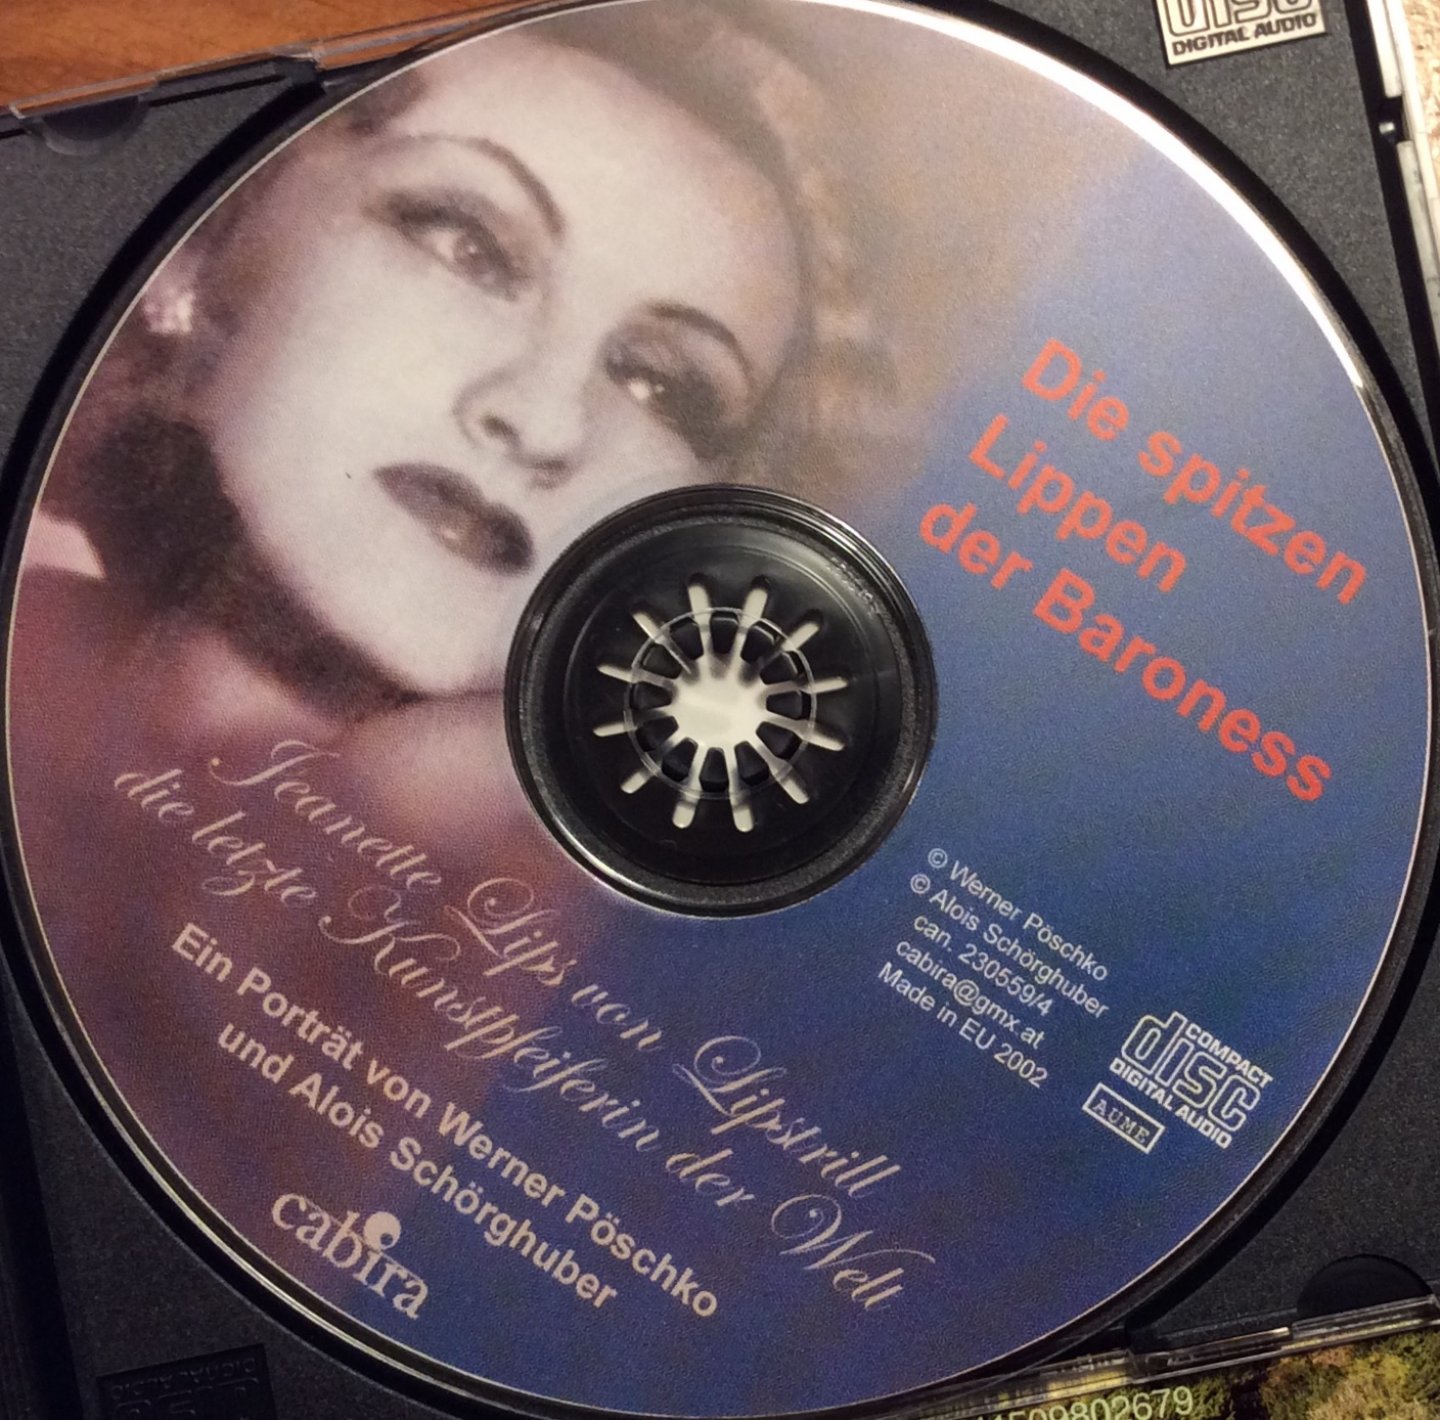 DISC
DIGITAL AUDIO
Die spitzen
Lippen
der Baroness
Jeanette Lips von Lipstrill
die letzte Kunstpfeiferin der Welt
Ein Porträt von Werner Pöschko
und Alois Schörghuber
cabira
© Werner Pöschko
© Alois Schörghuber
can. 230559/4
cabira@gmx.at
Made in EU 2002
COMPACT
disc
DIGITAL AUDIO
AUME
509802679